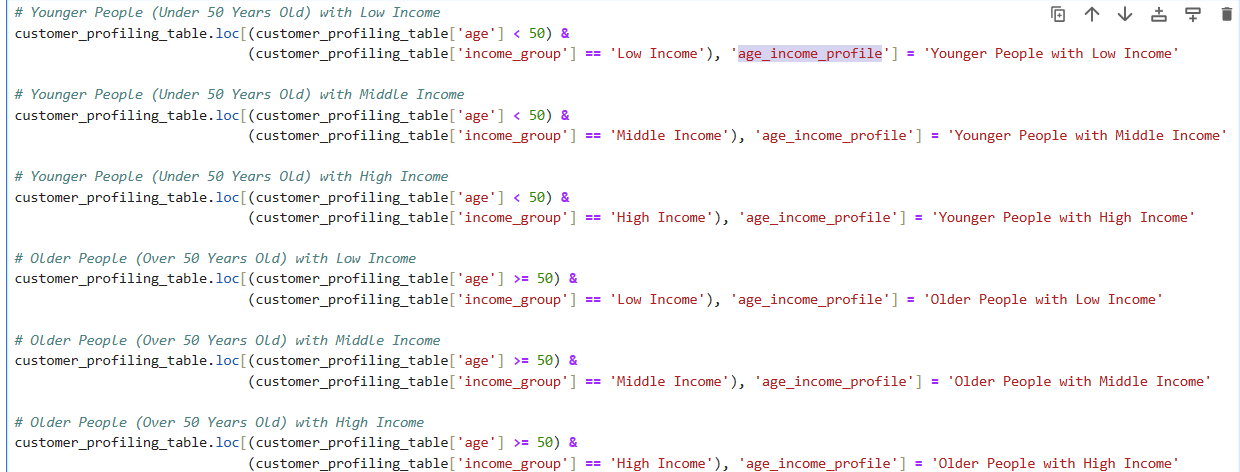 # Younger People (Under 50 Years Old) with Low Income
customer_profiling_table.loc[(customer_profiling_table['age'] < 50) &
(customer_profiling_table['income_group'] == 'Low Income'), 'age_income_profile'] = 'Younger People with Low Income'
# Younger People (Under 50 Years Old) with Middle Income
customer_profiling_table.loc[(customer_profiling_table['age'] < 50) &
(customer_profiling_table['income_group'] == 'Middle Income'), 'age_income_profile'] = 'Younger People with Middle Income'
# Younger People (Under 50 Years Old) with High Income
customer_profiling_table.loc[(customer_profiling_table['age'] < 50) &
(customer_profiling_table['income_group'] == 'High Income'), 'age_income_profile'] = 'Younger People with High Income'
# Older People (Over 50 Years Old) with Low Income
customer_profiling_table.loc[(customer_profiling_table['age'] >= 50) &
(customer_profiling_table['income_group'] == 'Low Income'), 'age_income_profile'] = 'Older People with Low Income'
# Older People (Over 50 Years Old) with Middle Income
customer_profiling_table.loc[(customer_profiling_table['age'] >= 50) &
(customer_profiling_table['income_group'] == 'Middle Income'), 'age_income_profile'] = 'Older People with Middle Income'
# Older People (Over 50 Years Old) with High Income
customer_profiling_table.loc[(customer_profiling_table['age'] >= 50) &
(customer_profiling_table['income_group'] == 'High Income'), 'age_income_profile'] = 'Older People with High Income'